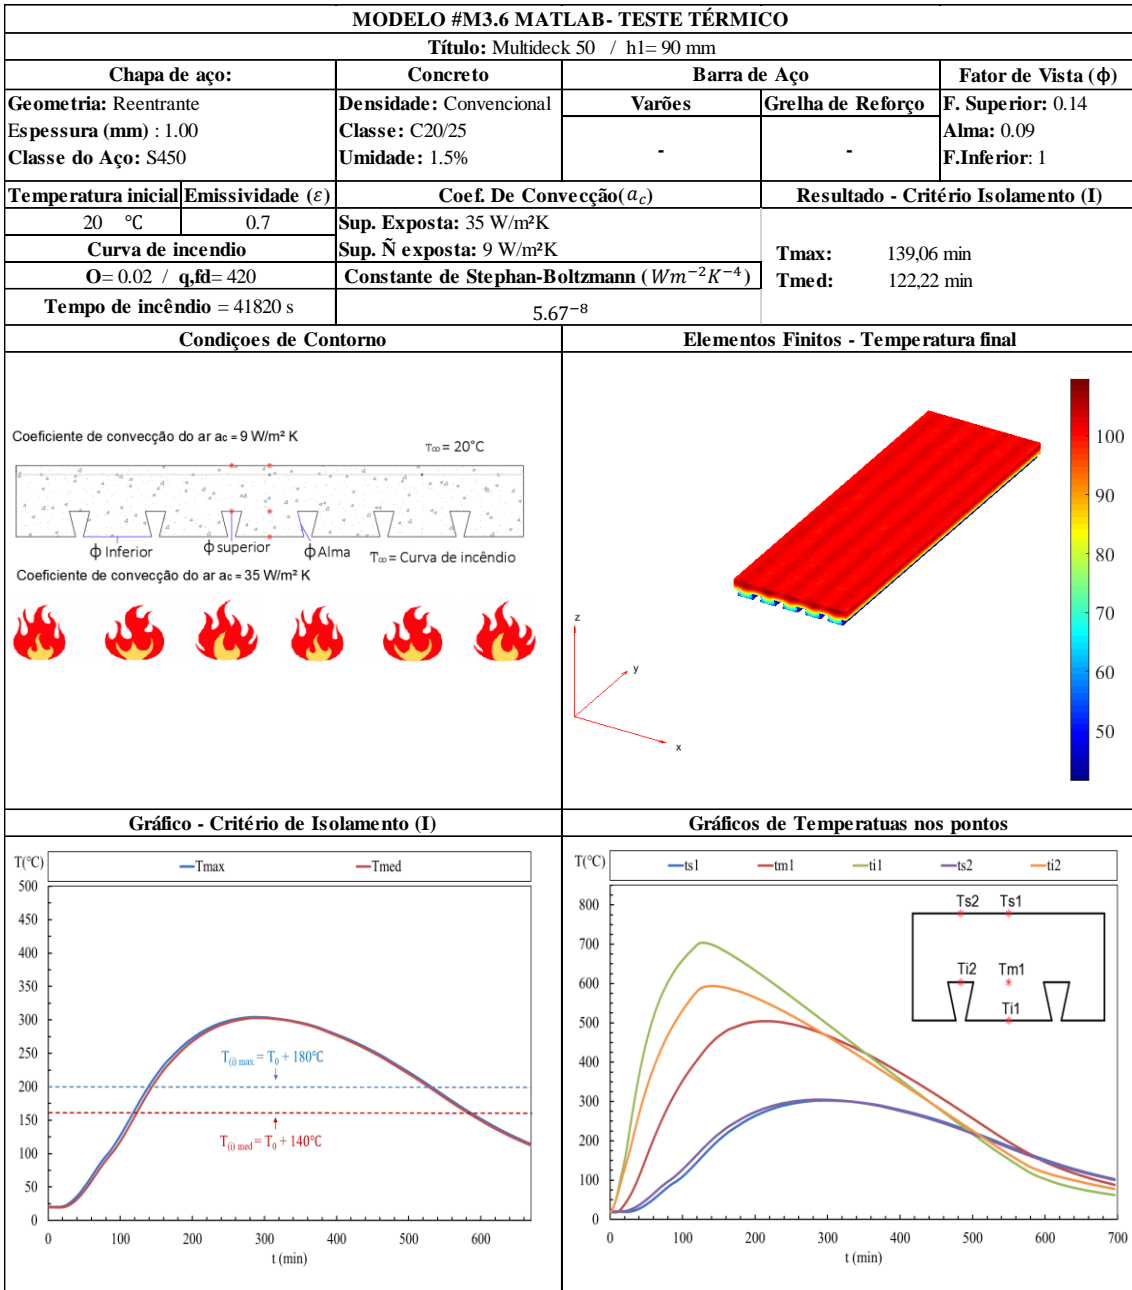 MODELO #M3.6 MATLAB- TESTE TÉRMICO
Título: Multideck 50 / h1= 90 mm
Chapa de aço:
Concreto
Barra de Aço
Fator de Vista (ϕ)
Geometria: Reentrante
Espessura (mm) : 1.00
Classe do Aço: S450
Densidade: Convencional
Classe: C20/25
Umidade: 1.5%
Varões
Grelha de Reforço
-
-
F. Superior: 0.14
Alma: 0.09
F.Inferior: 1
Temperatura inicial
Emissividade (ε)
Coef. De Convecção(a_c)
Resultado - Critério Isolamento (I)
20 °C
0.7
Sup. Exposta: 35 W/m²K
Sup. Ñ exposta: 9 W/m²K
Curva de incendio
O= 0.02 / q,fd= 420
Constante de Stephan-Boltzmann (Wm⁻²K⁻⁴)
Tempo de incêndio = 41820 s
5.67⁻⁸
Tmax: 139,06 min
Tmed: 122,22 min
Condiçoes de Contorno
Elementos Finitos - Temperatura final
Coeficiente de convecção do ar ac = 9 W/m² K
T∞ = 20°C
ϕ Inferior
ϕ superior
ϕ Alma
T∞ = Curva de incêndio
Coeficiente de convecção do ar ac = 35 W/m² K
z
y
x
100
90
80
70
60
50
Gráfico - Critério de Isolamento (I)
Gráficos de Temperatuas nos pontos
T(°C)
Tmax
Tmed
500
450
400
350
300
250
200
150
100
50
0
T(i) max = T0 + 180°C
T(i) med = T0 + 140°C
0 100 200 300 400 500 600
t (min)
T(°C)
ts1
tm1
ti1
ts2
ti2
800
700
600
500
400
300
200
100
0
Ts2 Ts1
Ti2 Tm1
Ti1
0 100 200 300 400 500 600 700
t (min)